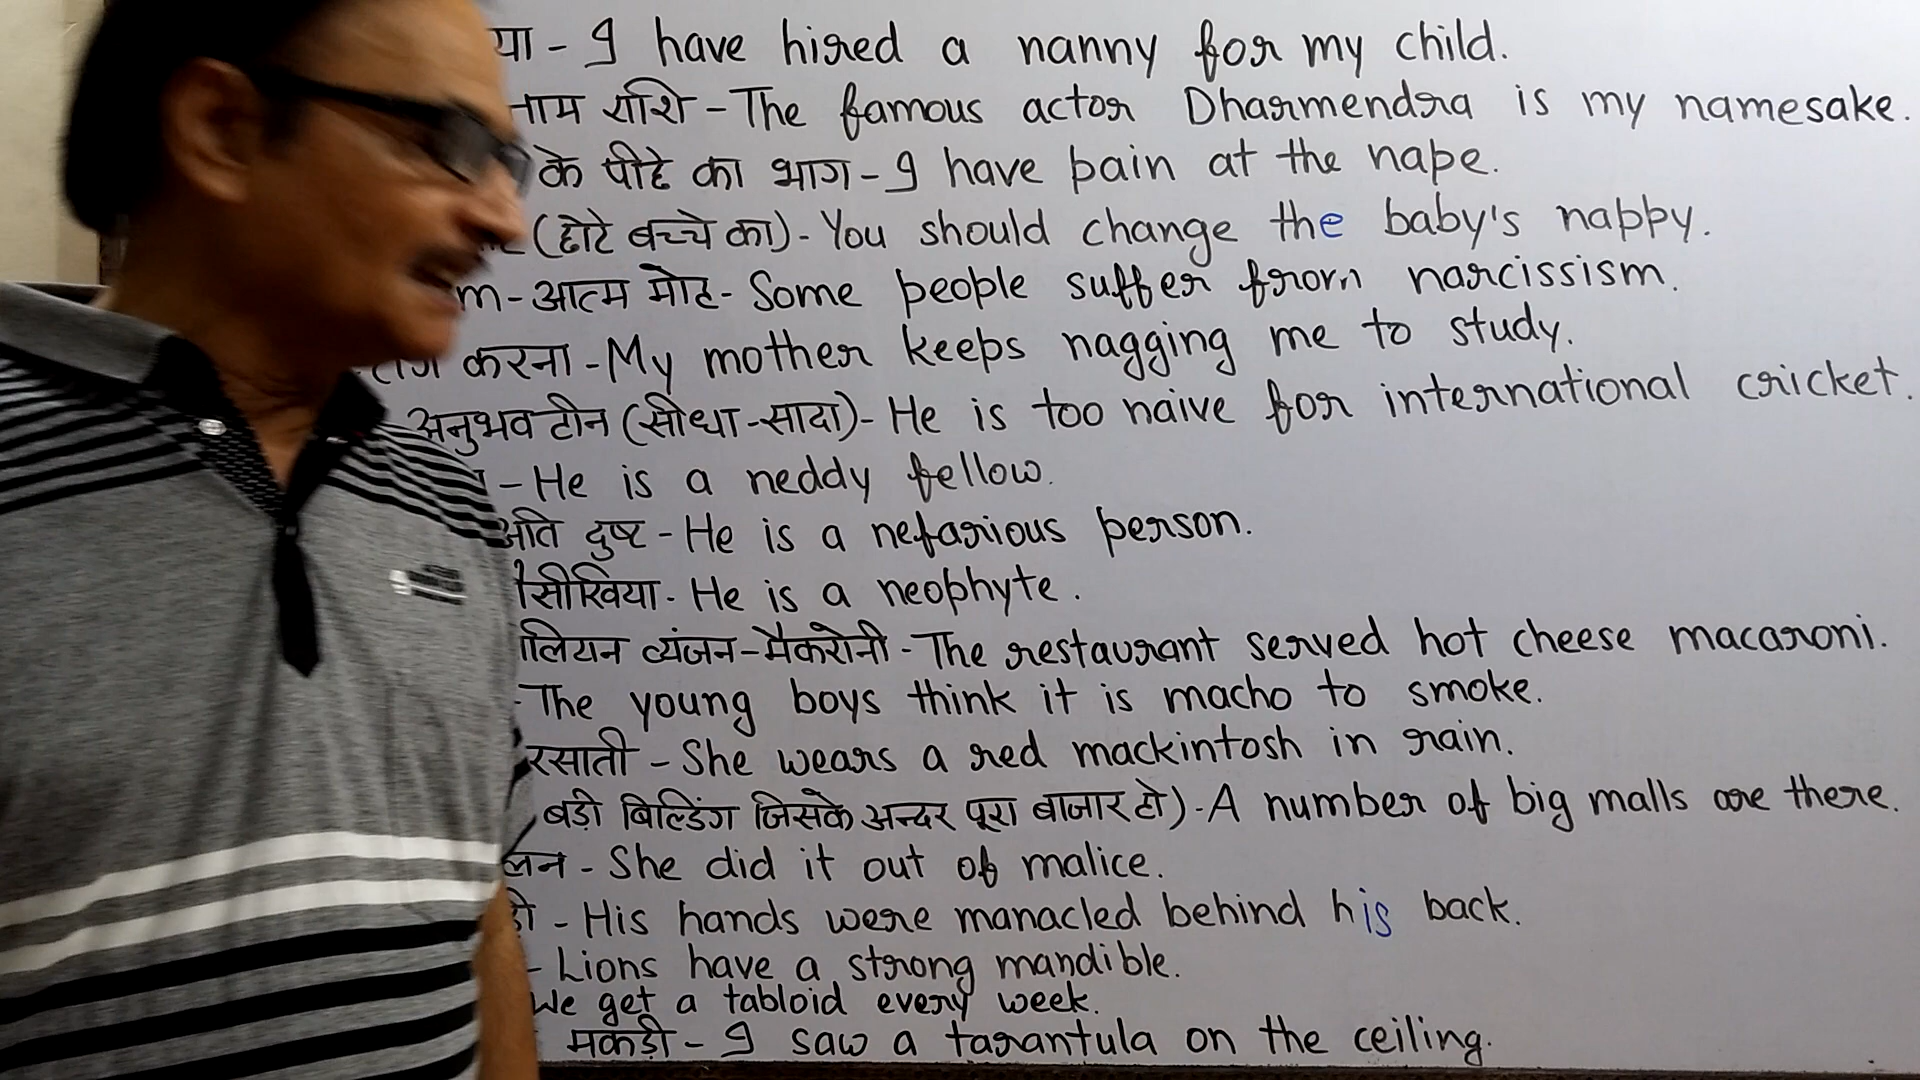 या - I have hired a nanny for my child.
नाम राशि - The famous actor Dharmendra is my namesake.
के पीछे का भाग - I have pain at the nape.
(छोटे बच्चे का) - You should change the baby's nappy.
m - आत्म मोह - Some people suffer from narcissism.
करना - My mother keeps nagging me to study.
अनुभव हीन (सीधा-सादा) - He is too naive for international cricket.
- He is a neddy fellow.
अति दुष्ट - He is a nefarious person.
सीखिया - He is a neophyte.
लियन व्यंजन - मैकरोनी - The restaurant served hot cheese macaroni.
- The young boys think it is macho to smoke.
रसाती - She wears a red mackintosh in rain.
बड़ी बिल्डिंग जिसके अन्दर पूरा बाजार हो) - A number of big malls are there.
लन - She did it out of malice.
- His hands were manacled behind his back.
- Lions have a strong mandible.
We get a tabloid every week.
मकड़ी - I saw a tarantula on the ceiling.